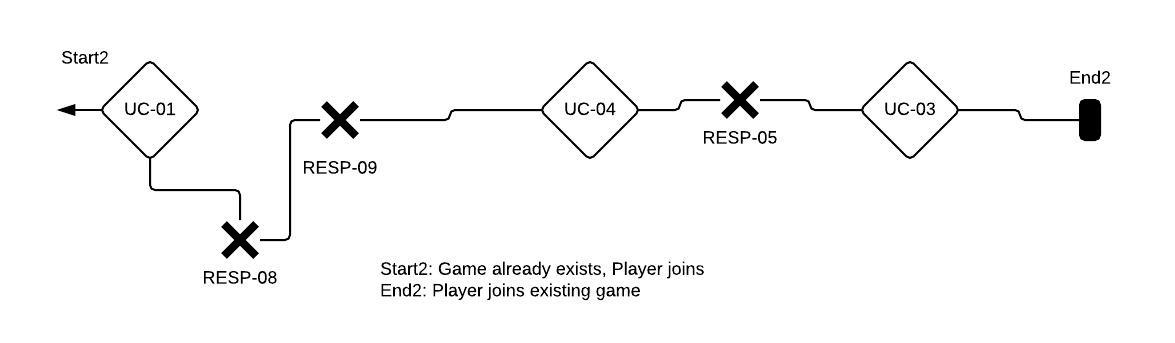 Start2
End2
UC-01
UC-04
UC-03
RESP-05
RESP-09
RESP-08
Start2: Game already exists, Player joins
End2: Player joins existing game